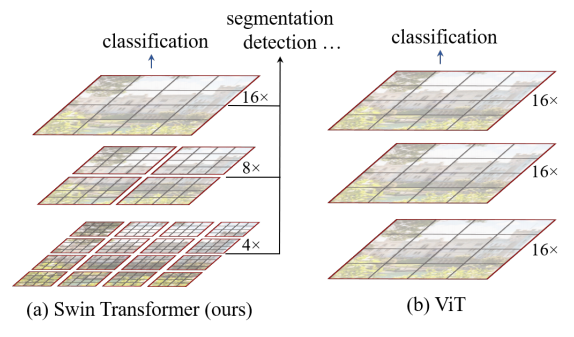 segmentation
detection …
classification
16×
8×
4×
(a) Swin Transformer (ours)
classification
16×
16×
16×
(b) ViT